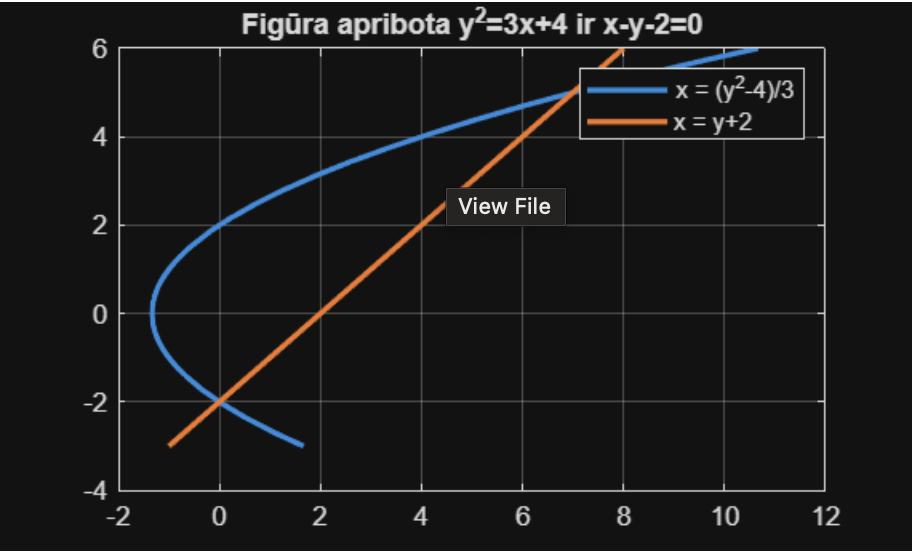 Figūra apribota y²=3x+4 ir x-y-2=0
6
4
2
0
-2
-4
x = (y²-4)/3
x = y+2
View File
-2 0 2 4 6 8 10 12